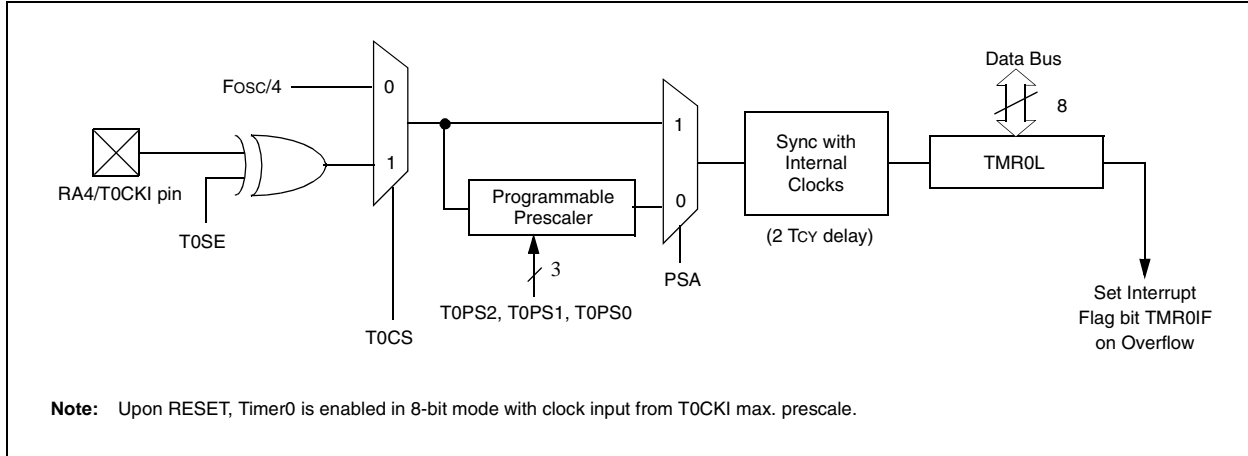 Data Bus
8
FOSC/4
0
1
RA4/T0CKI pin
T0SE
T0CS
Programmable
Prescaler
3
T0PS2, T0PS1, T0PS0
1
0
PSA
Sync with
Internal
Clocks
(2 TCY delay)
TMR0L
Set Interrupt
Flag bit TMR0IF
on Overflow
Note: Upon RESET, Timer0 is enabled in 8-bit mode with clock input from T0CKI max. prescale.